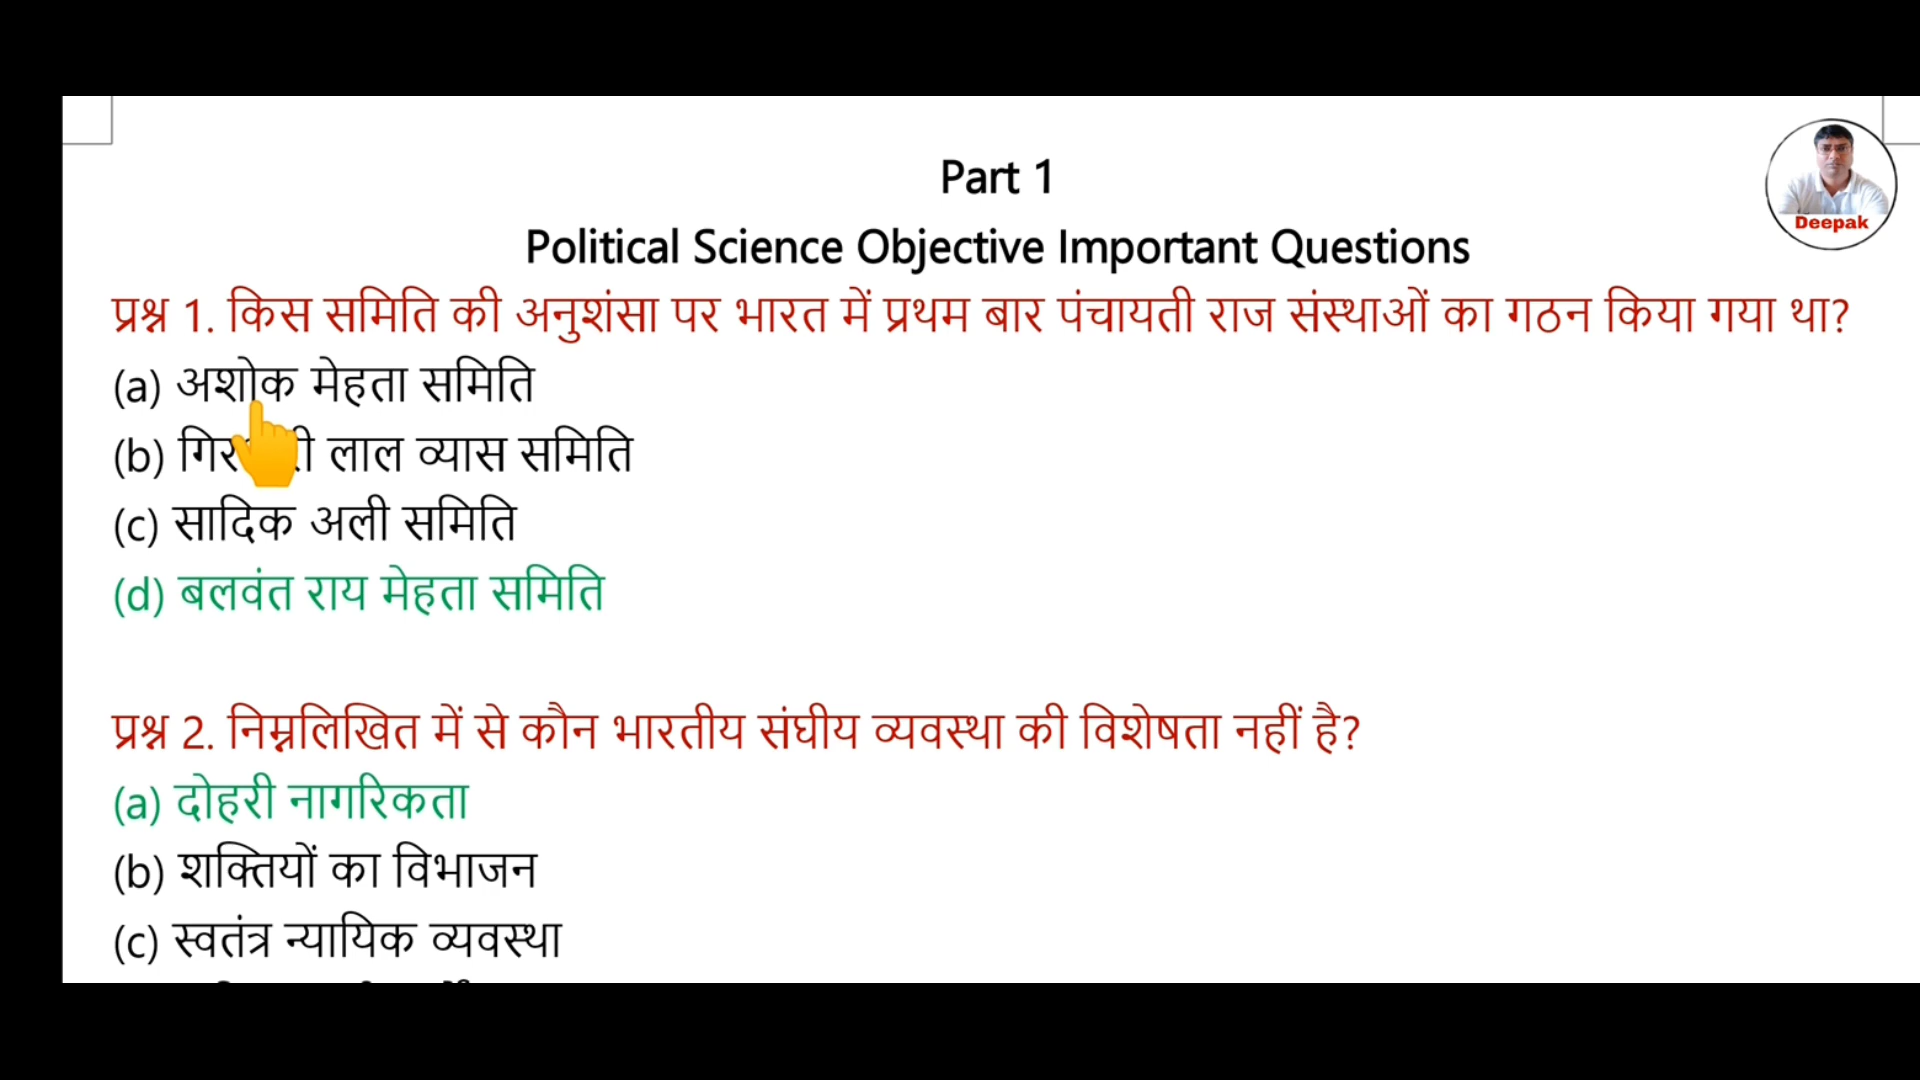 Part 1
Deepak
Political Science Objective Important Questions
प्रश्न 1. किस समिति की अनुशंसा पर भारत में प्रथम बार पंचायती राज संस्थाओं का गठन किया गया था?
(a) अशोक मेहता समिति
(b) लाल व्यास समिति
(c) सादिक अली समिति
(d) बलवंत राय मेहता समिति
प्रश्न 2. निम्नलिखित में से कौन भारतीय संघीय व्यवस्था की विशेषता नहीं है?
(a) दोहरी नागरिकता
(b) शक्तियों का विभाजन
(c) स्वतंत्र न्यायिक व्यवस्था